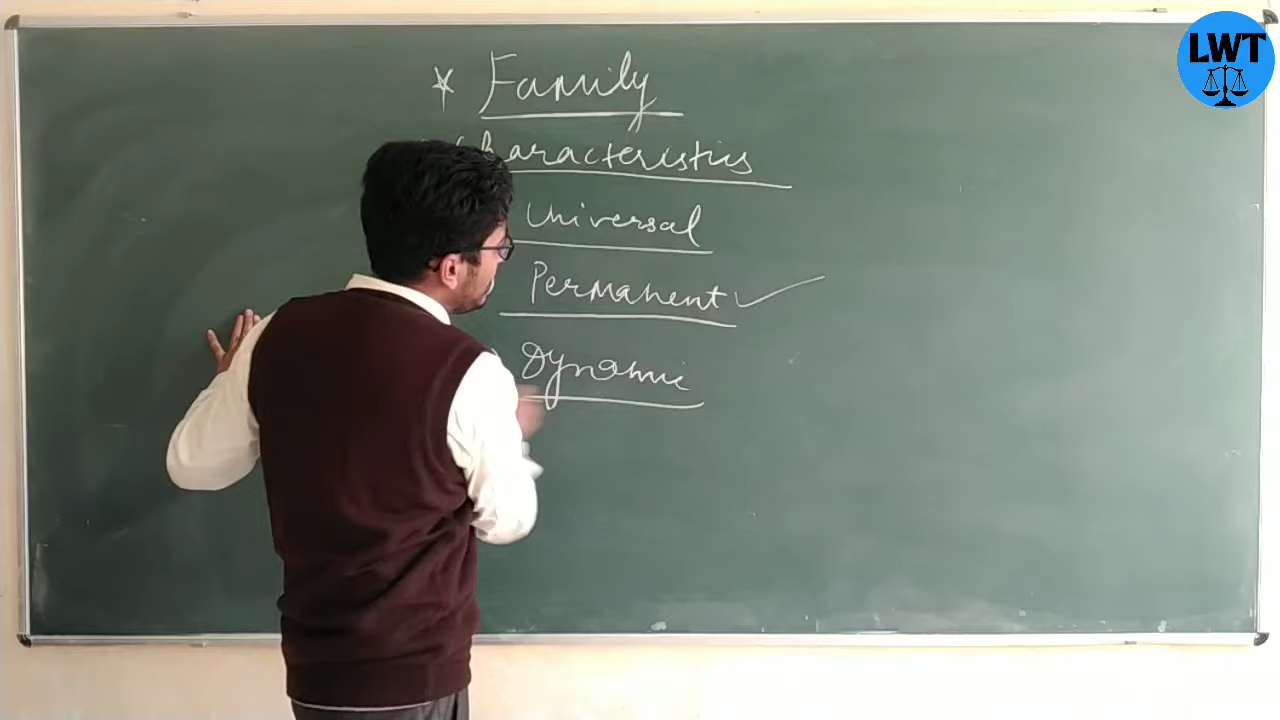 LWT
* Family
Characteristics
Universal
Permanent ✓
Dynamic